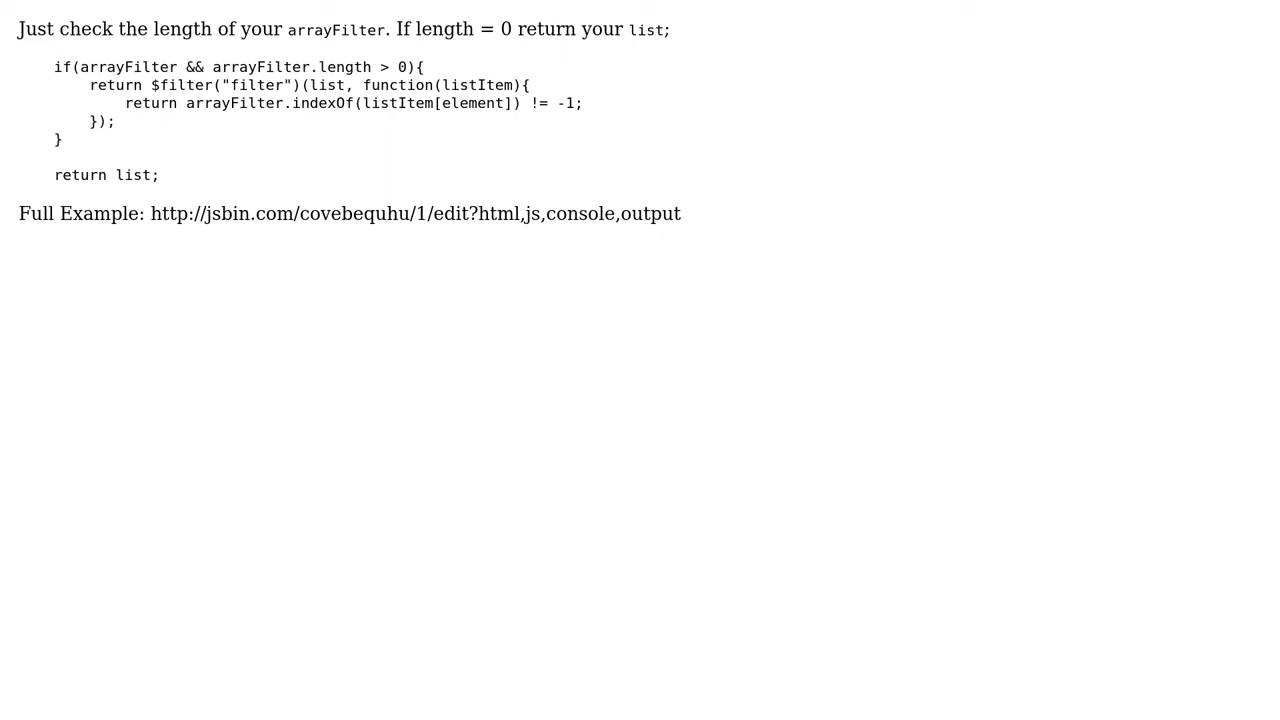 Just check the length of your arrayFilter. If length = 0 return your list;
if(arrayFilter && arrayFilter.length > 0){
    return $filter("filter")(list, function(listItem){
        return arrayFilter.indexOf(listItem[element]) != -1;
    });
}
return list;
Full Example: http://jsbin.com/covebequhu/1/edit?html,js,console,output